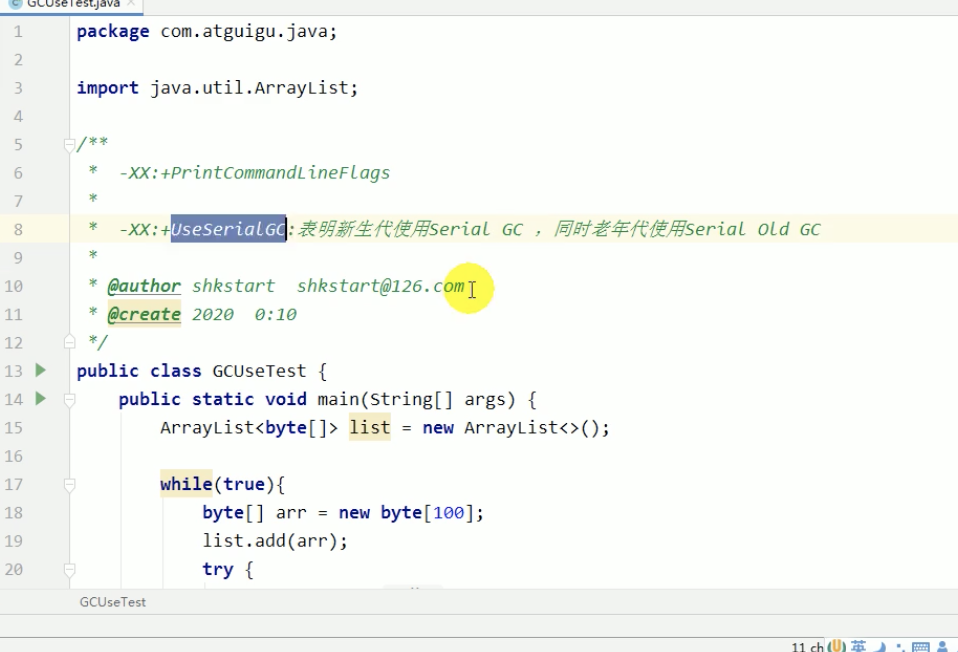 GCUseTest.java
1 package com.atguigu.java;
2
3 import java.util.ArrayList;
4
5 /**
6 * -XX:+PrintCommandLineFlags
7 *
8 * -XX:+UseSerialGC:表明新生代使用Serial GC ，同时老年代使用Serial Old GC
9 *
10 * @author shkstart shkstart@126.com
11 * @create 2020 0:10
12 */
13 public class GCUseTest {
14 public static void main(String[] args) {
15 ArrayList<byte[]> list = new ArrayList<>();
16
17 while(true){
18 byte[] arr = new byte[100];
19 list.add(arr);
20 try {
GCUseTest
11 ch
英